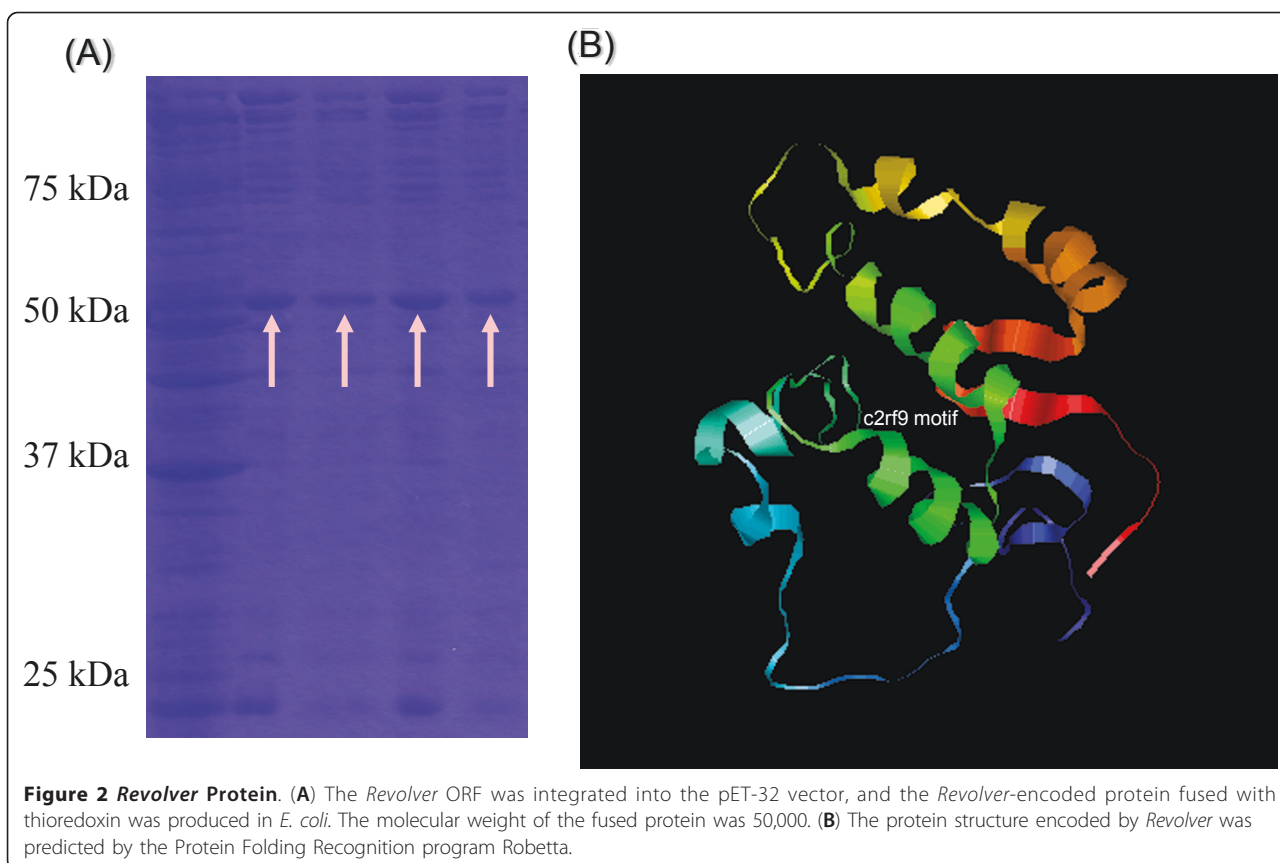 (A)
(B)
75 kDa
50 kDa
37 kDa
25 kDa
c2rf9 motif
Figure 2 Revolver Protein. (A) The Revolver ORF was integrated into the pET-32 vector, and the Revolver-encoded protein fused with
thioredoxin was produced in E. coli. The molecular weight of the fused protein was 50,000. (B) The protein structure encoded by Revolver was
predicted by the Protein Folding Recognition program Robetta.